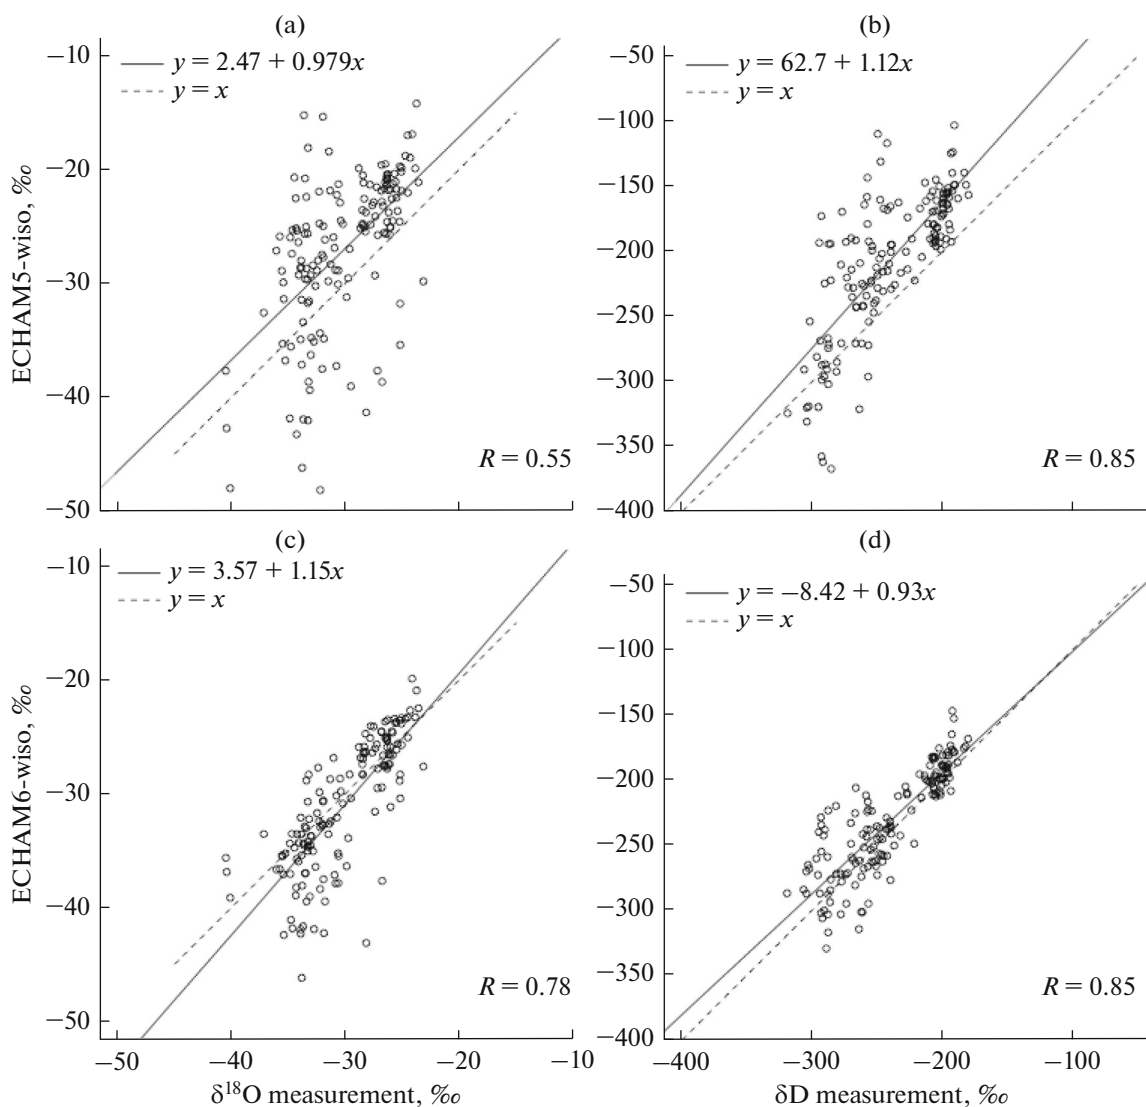 (a)
−10
−20
−30
−40
−50
ECHAM5-wiso, ‰
y = 2.47 + 0.979x
y = x
R = 0.55
(b)
−50
−100
−150
−200
−250
−300
−350
−400
y = 62.7 + 1.12x
y = x
R = 0.85
(c)
−10
−20
−30
−40
−50
ECHAM6-wiso, ‰
y = 3.57 + 1.15x
y = x
R = 0.78
−50 −40 −30 −20 −10
δ¹⁸O measurement, ‰
(d)
−50
−100
−150
−200
−250
−300
−350
−400
y = −8.42 + 0.93x
y = x
R = 0.85
−400 −300 −200 −100
δD measurement, ‰